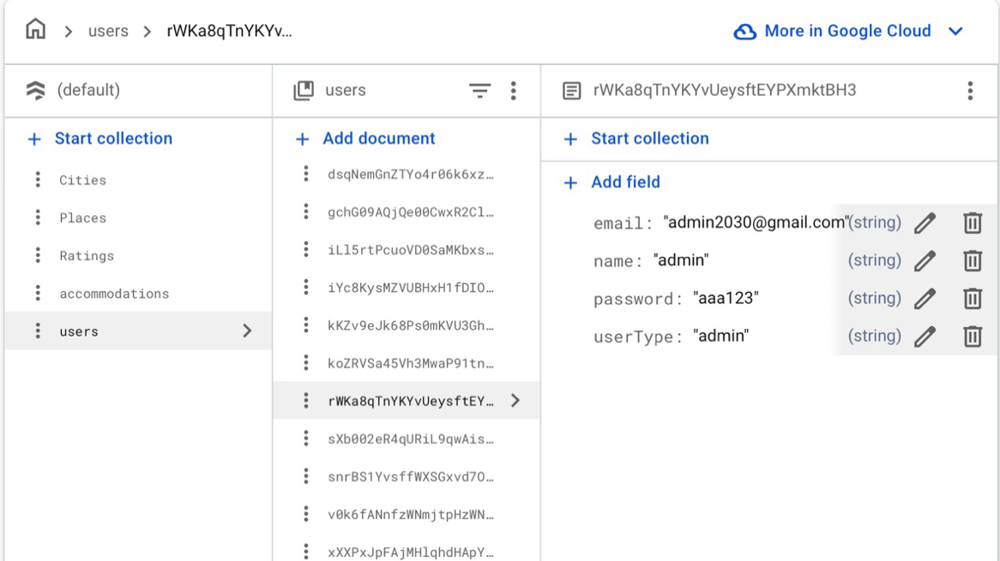 users rWKa8qTnYKYv... More in Google Cloud
(default)
Start collection
Cities
Places
Ratings
accommodations
users
users
Add document
dsqNemGnZTYo4r06k6xz...
gchG09AQjQe00CwxR2Cl...
iLl5rtPcuoVD0SaMKbxs...
iYc8KysMZVUBHxH1fDIO...
kKZv9eJk68Ps0mKVU3Gh...
koZRVSa45Vh3MwaP91tn...
rWKa8qTnYKYvUeysftEY...
sXb002eR4qURiL9qwAis...
snrBS1YvsffWXSGxvd7O...
v0k6fANnfzWNmjtpHzWN...
xXXPxJpFAjMHlqhdHApY...
rWKa8qTnYKYvUeysftEYPXmktBH3
Start collection
Add field
email: "admin2030@gmail.com" (string)
name: "admin" (string)
password: "aaa123" (string)
userType: "admin" (string)